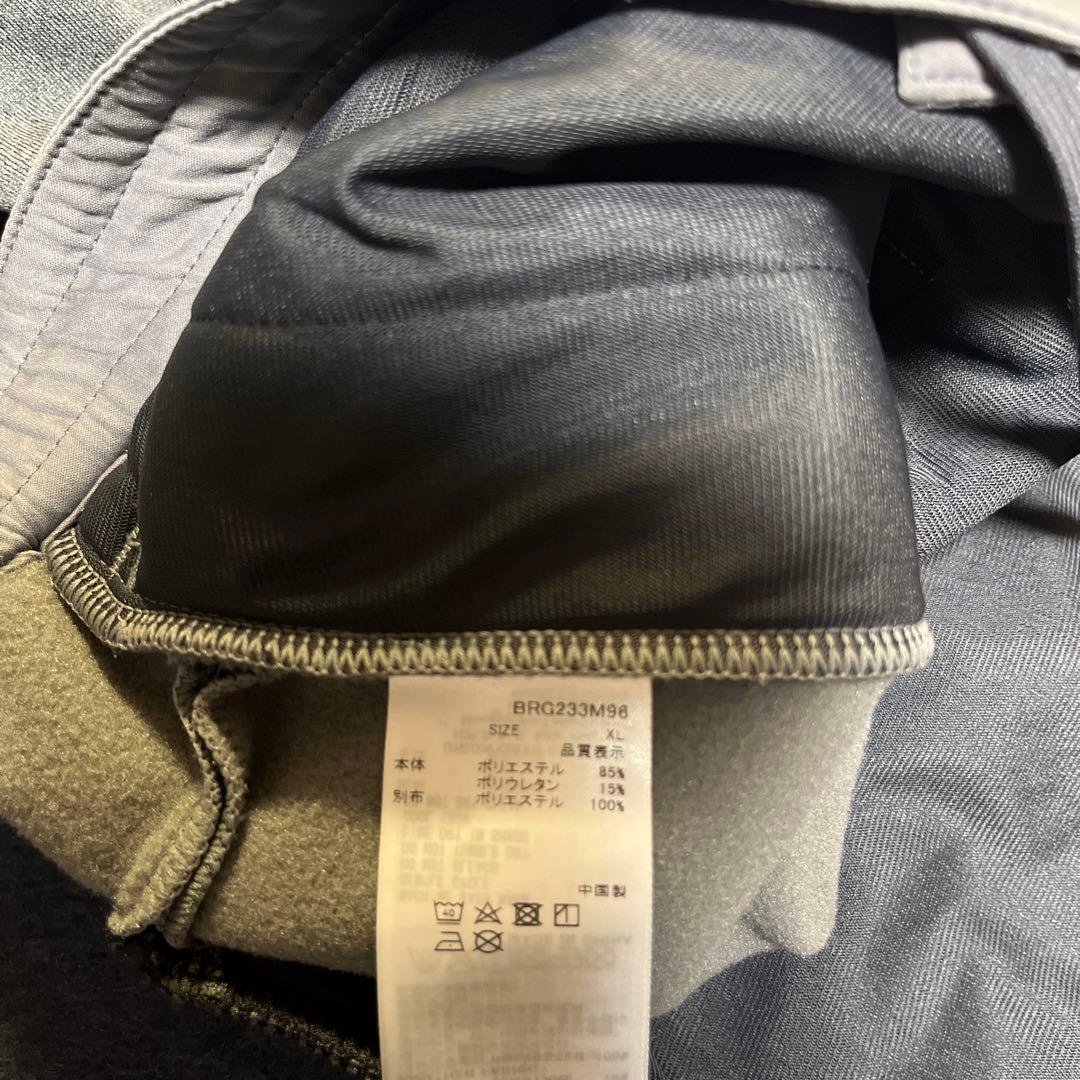 BRG233M96
SIZE XL
品質表示
本体 ポリエステル 85%
ポリウレタン 15%
別布 ポリエステル 100%
中国製
40